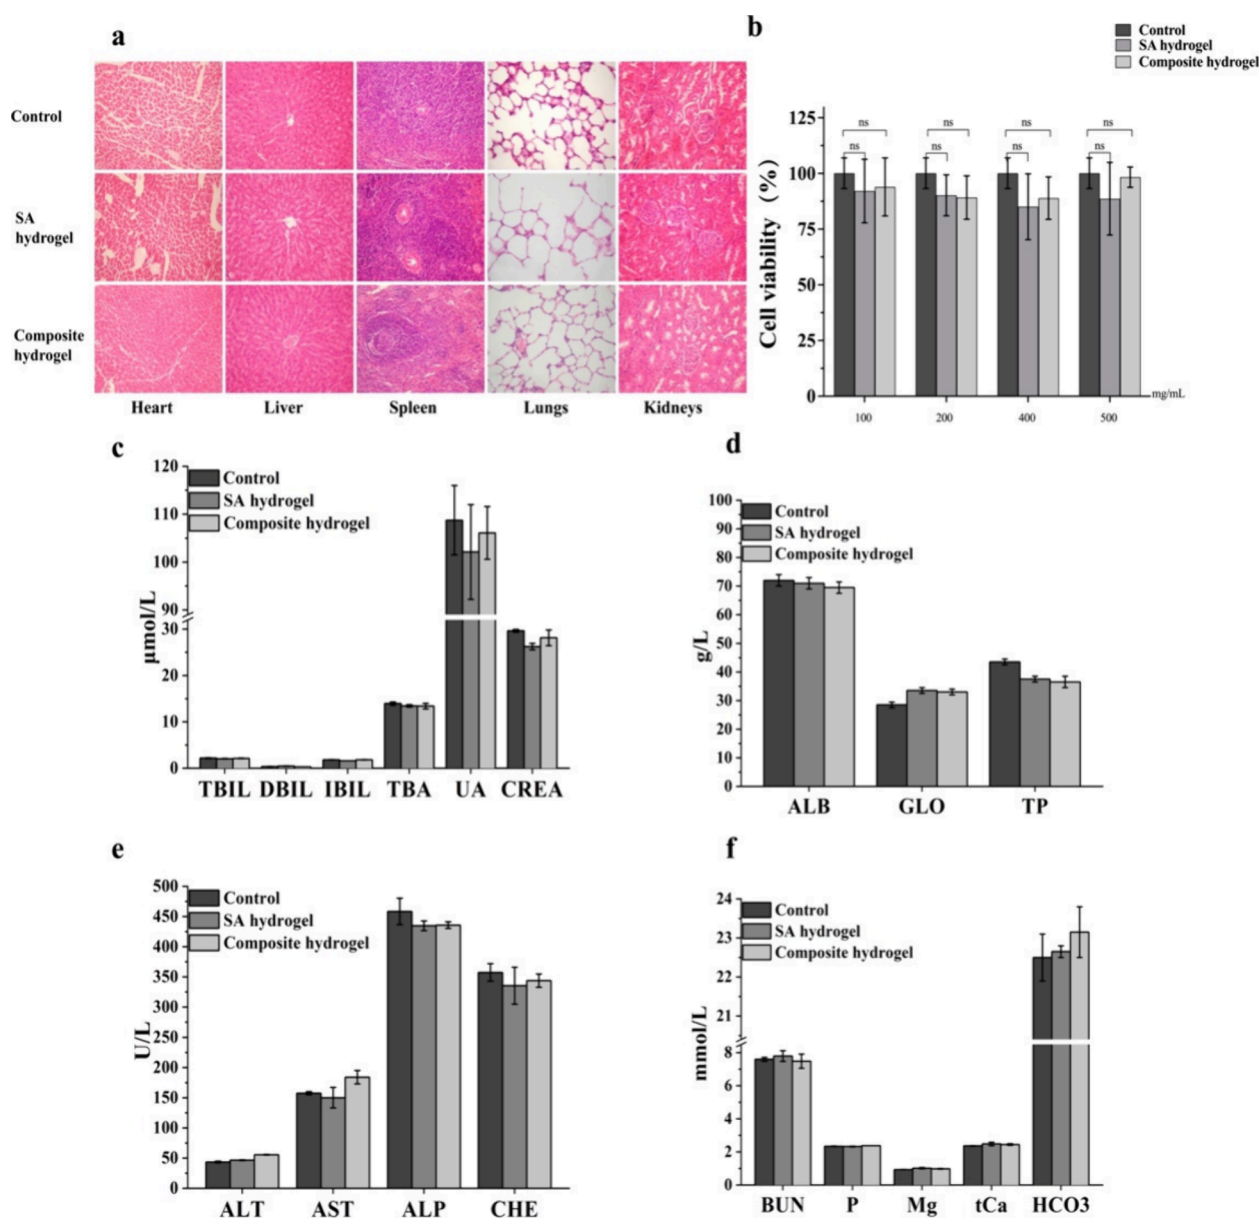 a
Control
SA
hydrogel
Composite
hydrogel
Heart Liver Spleen Lungs Kidneys
b
Control
SA hydrogel
Composite hydrogel
Cell viability (%)
125
100
75
50
25
0
ns ns ns ns
ns ns ns ns
100 200 400 500
mg/mL
c
Control
SA hydrogel
Composite hydrogel
μmol/L
120
110
100
90
30
20
10
0
TBIL DBIL IBIL TBA UA CREA
d
Control
SA hydrogel
Composite hydrogel
g/L
100
90
80
70
60
50
40
30
20
10
0
ALB GLO TP
e
Control
SA hydrogel
Composite hydrogel
U/L
500
450
400
350
300
250
200
150
100
50
0
ALT AST ALP CHE
f
Control
SA hydrogel
Composite hydrogel
mmol/L
24
23
22
21
8
6
4
2
0
BUN P Mg tCa HCO3